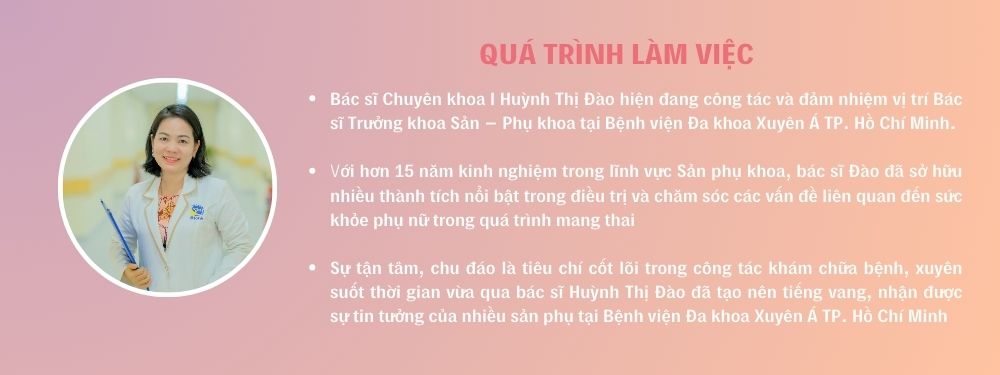 QUÁ TRÌNH LÀM VIỆC
• Bác sĩ Chuyên khoa I Huỳnh Thị Đào hiện đang công tác và đảm nhiệm vị trí Bác
sĩ Trưởng khoa Sản – Phụ khoa tại Bệnh viện Đa khoa Xuyên Á TP. Hồ Chí Minh.
• Với hơn 15 năm kinh nghiệm trong lĩnh vực Sản phụ khoa, bác sĩ Đào đã sở hữu
nhiều thành tích nổi bật trong điều trị và chăm sóc các vấn đề liên quan đến sức
khỏe phụ nữ trong quá trình mang thai
• Sự tận tâm, chu đáo là tiêu chí cốt lõi trong công tác khám chữa bệnh, xuyên
suốt thời gian vừa qua bác sĩ Huỳnh Thị Đào đã tạo nên tiếng vang, nhận được
sự tin tưởng của nhiều sản phụ tại Bệnh viện Đa khoa Xuyên Á TP. Hồ Chí Minh